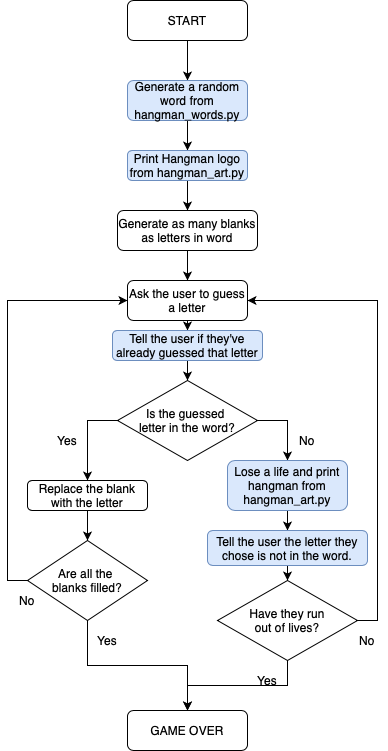 START
Generate a random
word from
hangman_words.py
Print Hangman logo
from hangman_art.py
Generate as many blanks
as letters in word
Ask the user to guess
a letter
Tell the user if they've
already guessed that letter
Is the guessed
letter in the word?
Yes
No
Replace the blank
with the letter
Lose a life and print
hangman from
hangman_art.py
Tell the user the letter they
chose is not in the word.
Are all the
blanks filled?
No
Yes
Have they run
out of lives?
No
Yes
GAME OVER